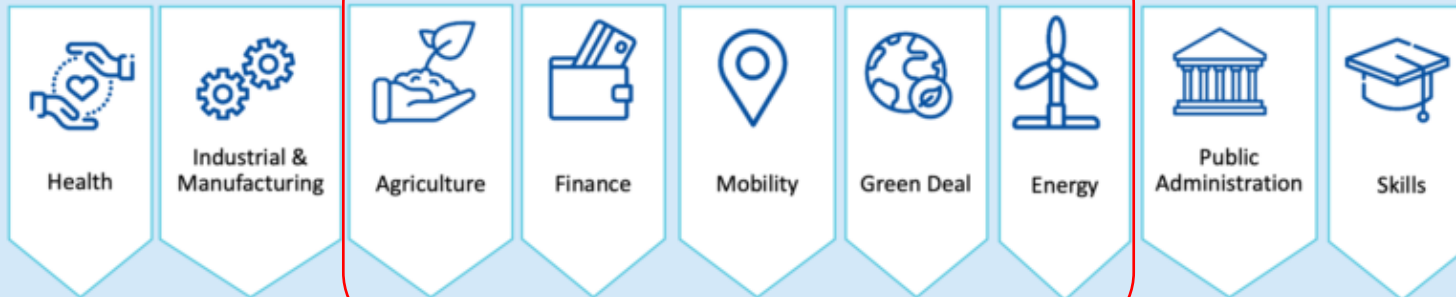 Health
Industrial &
Manufacturing
Agriculture
Finance
Mobility
Green Deal
Energy
Public
Administration
Skills